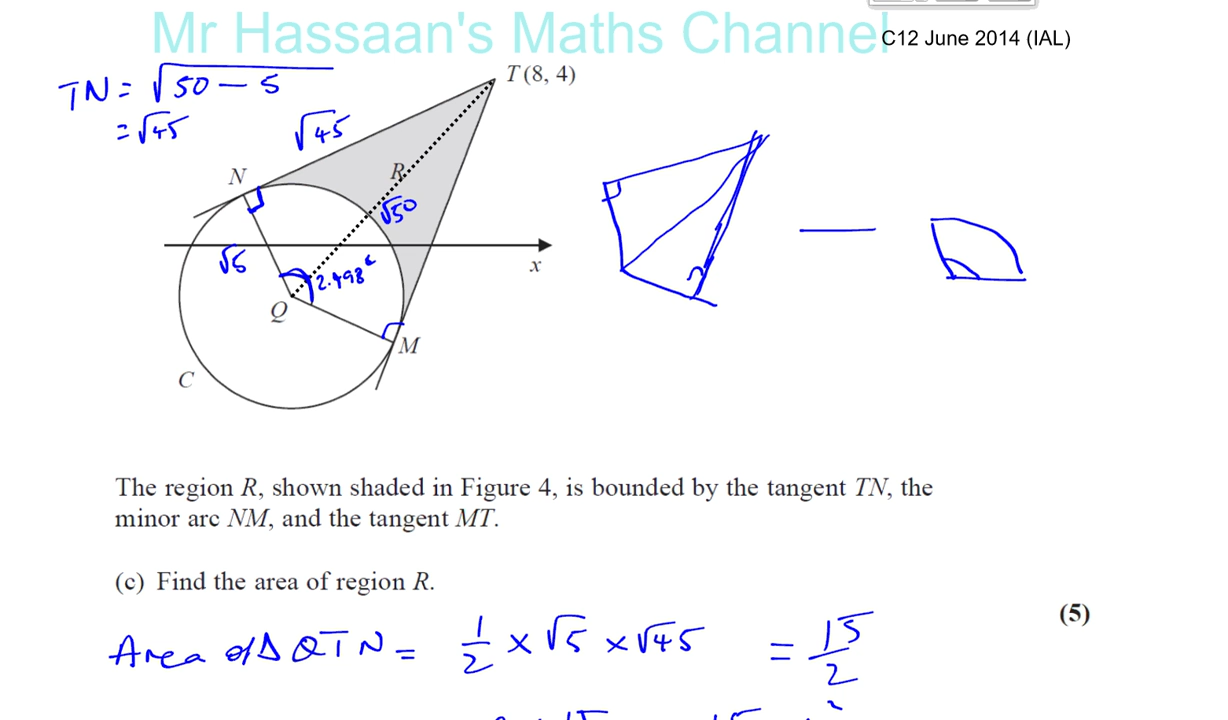 Mr Hassaan's Maths Channel
C12 June 2014 (IAL)
TN = √50 - 5
= √45
T (8, 4)
√45
N
R
√50
√5
x
2.498ᶜ
Q
M
C
The region R, shown shaded in Figure 4, is bounded by the tangent TN, the
minor arc NM, and the tangent MT.
(c) Find the area of region R.
(5)
Area of Δ QTN = 1/2 × √5 × √45 = 15/2